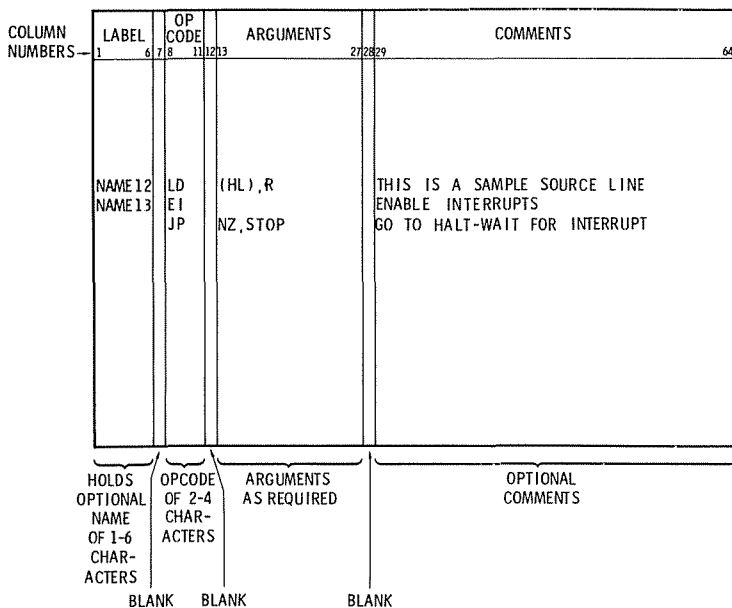 COLUMN NUMBERS
LABEL
OP CODE
ARGUMENTS
COMMENTS
1 6 7 8 11 12 13 27 28 29 64
NAME12 LD (HL),R THIS IS A SAMPLE SOURCE LINE
NAME13 EI ENABLE INTERRUPTS
JP NZ,STOP GO TO HALT-WAIT FOR INTERRUPT
HOLDS
OPTIONAL
NAME
OF 1-6
CHAR-
ACTERS
OPCODE
OF 2-4
CHAR-
ACTERS
ARGUMENTS
AS REQUIRED
OPTIONAL
COMMENTS
BLANK BLANK BLANK